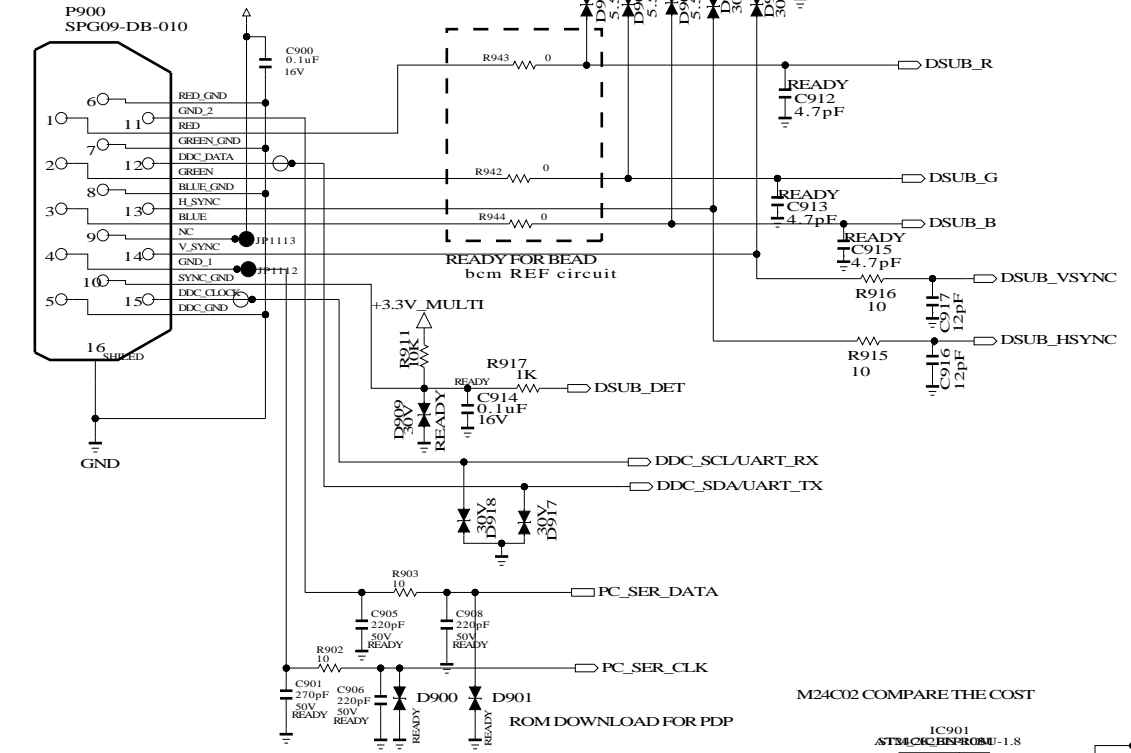 P900
SPG09-DB-010
C900
0.1uF
16V
6
1
11
7
2
12
8
3
13
9
4
14
10
5
15
16
SHILED
RED_GND
GND_2
RED
GREEN_GND
DDC_DATA
GREEN
BLUE_GND
H_SYNC
BLUE
NC
V_SYNC
GND_1
SYNC_GND
DDC_CLOCK
DDC_GND
JP1113
JP1112
GND
R943 0
R942 0
R944 0
READY FOR BEAD
bcm REF circuit
DSUB_R
READY
C912
4.7pF
DSUB_G
READY
C913
4.7pF
DSUB_B
READY
C915
4.7pF
DSUB_VSYNC
R916
10
C917
12pF
DSUB_HSYNC
R915
10
C916
12pF
+3.3V_MULTI
R911
10K
READY
R917
1K
DSUB_DET
C914
0.1uF
16V
D909
30V
READY
DDC_SCL/UART_RX
DDC_SDA/UART_TX
30V
D918
30V
D917
R903
10
PC_SER_DATA
C905
220pF
50V
READY
C908
220pF
50V
READY
R902
10
PC_SER_CLK
C901
270pF
50V
READY
C906
220pF
50V
READY
D900
READY
D901
READY
ROM DOWNLOAD FOR PDP
M24C02 COMPARE THE COST
IC901